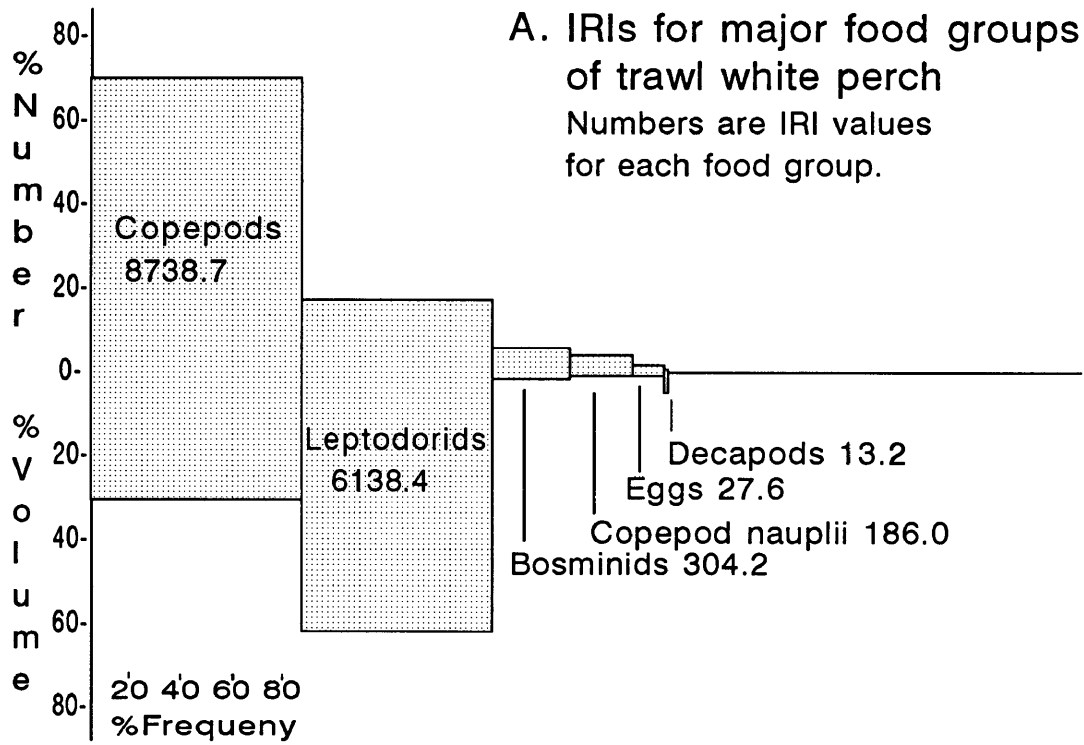 A. IRIs for major food groups
of trawl white perch
Numbers are IRI values
for each food group.
%Number
80-
60-
40-
20-
0-
%Volume
20-
40-
60-
80-
Copepods
8738.7
Leptodorids
6138.4
Decapods 13.2
Eggs 27.6
Copepod nauplii 186.0
Bosminids 304.2
20 40 60 80
%Frequeny